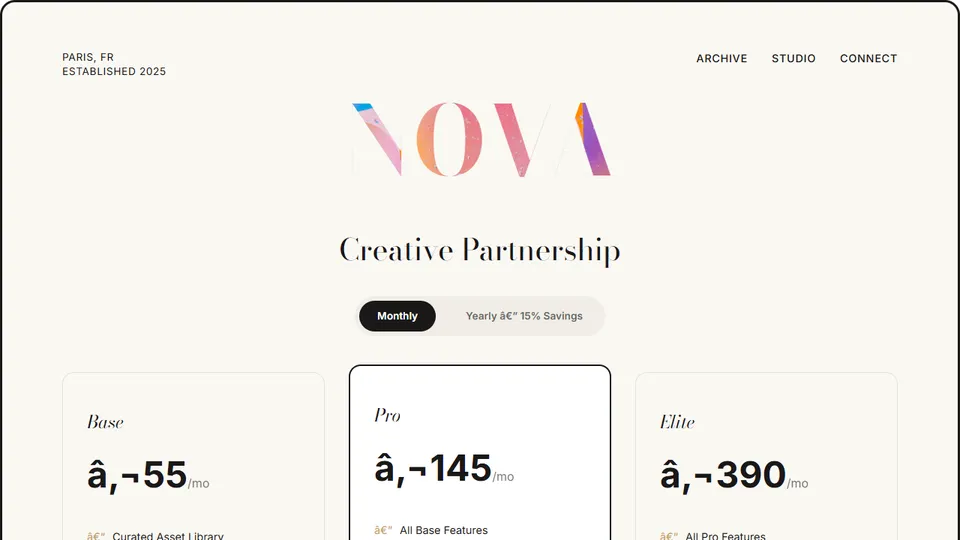 PARIS, FR
ESTABLISHED 2025
ARCHIVE STUDIO CONNECT
NOVA
Creative Partnership
Monthly
Yearly â€” 15% Savings
Base
â‚¬55/mo
â€” Curated Asset Library
Pro
â‚¬145/mo
â€” All Base Features
Elite
â‚¬390/mo
â€” All Pro Features